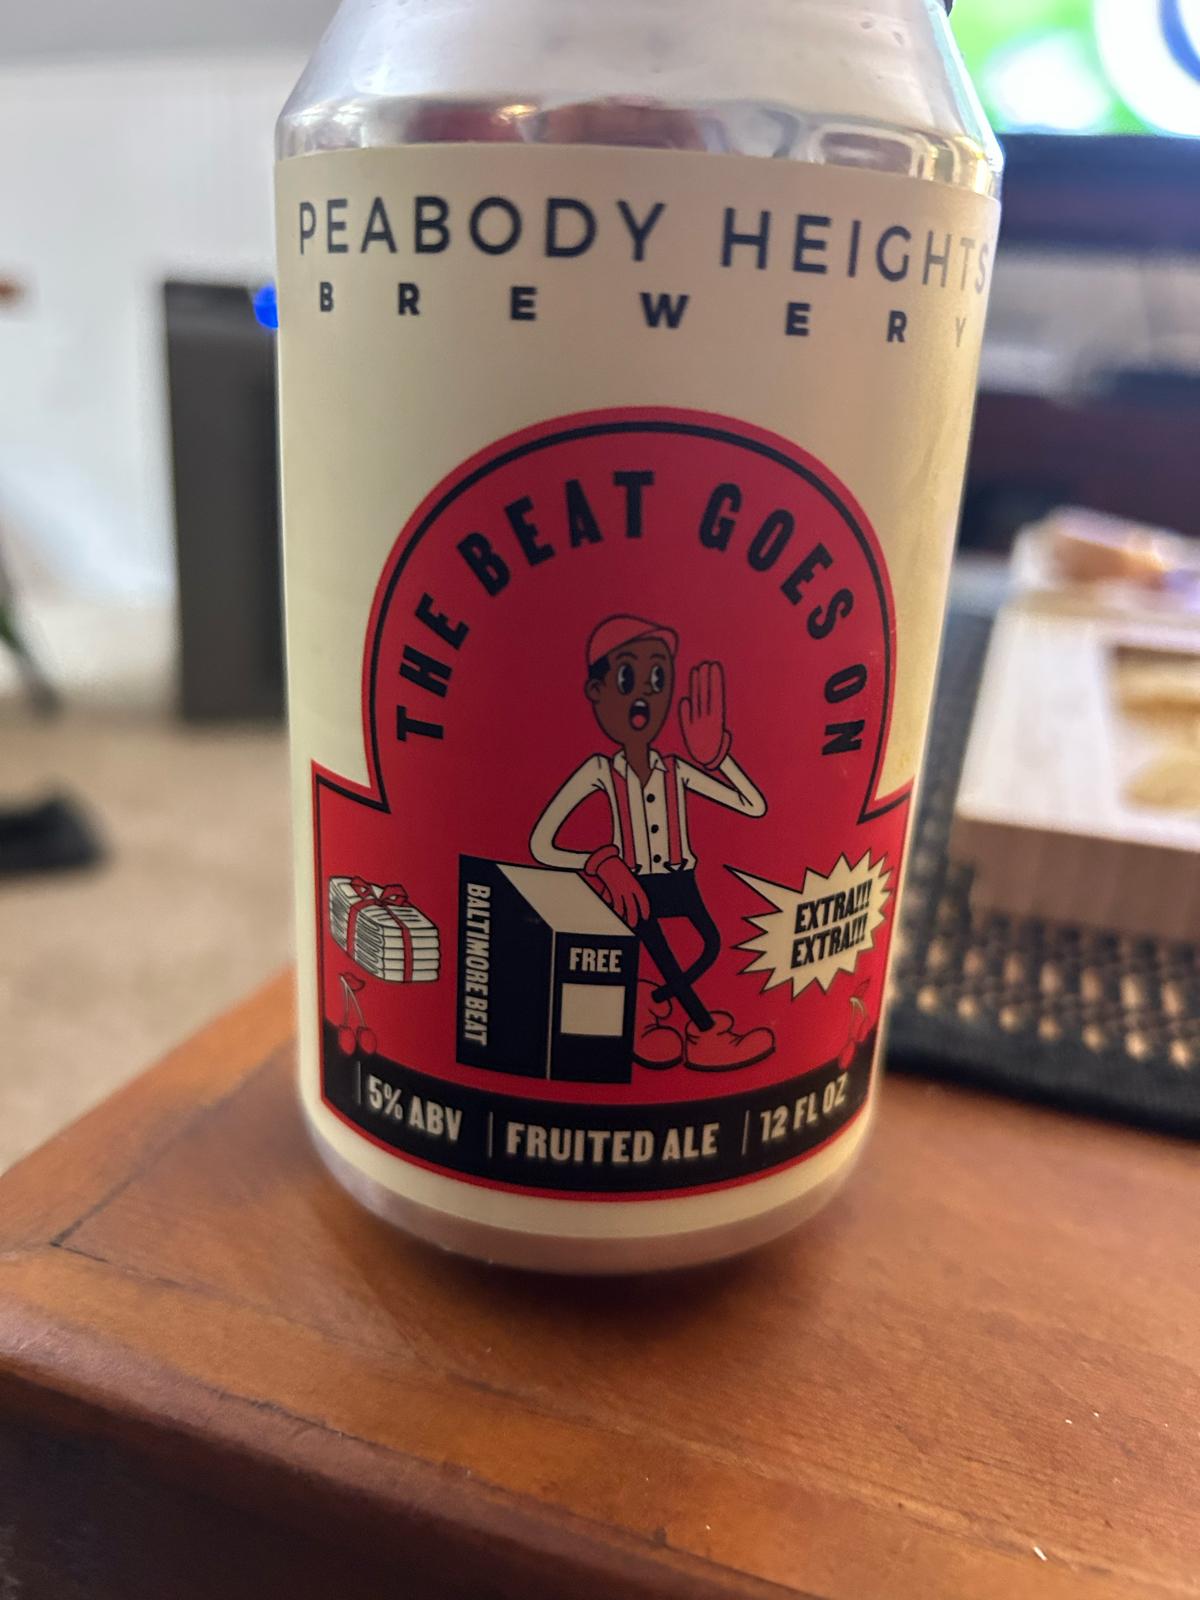 PEABODY HEIGHTS
BREWERY
THE BEAT GOES ON
BALTIMORE BEAT
FREE
EXTRA!!!
EXTRA!!!
5% ABV | FRUITED ALE | 12 FL OZ